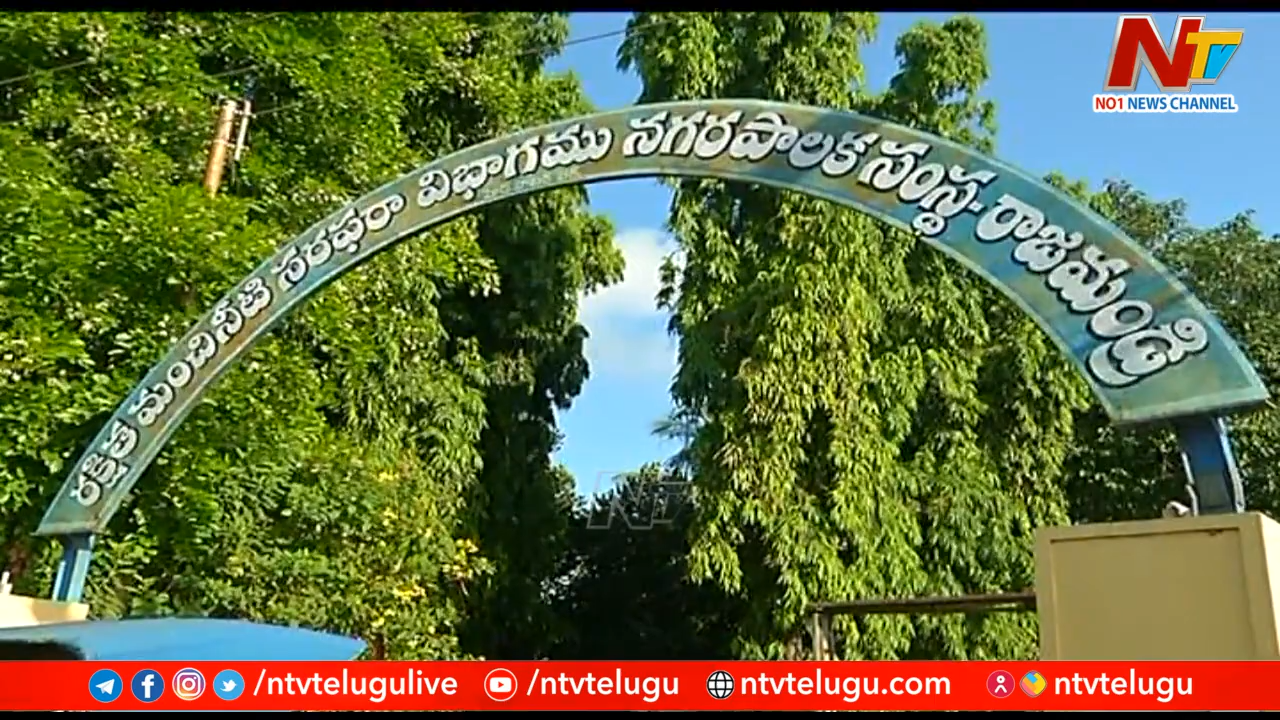 రక్షిత మంచినీటి సరఫరా విభాగము నగరపాలక సంస్థ-రాజమండ్రి
NTV
NO1 NEWS CHANNEL
/ntvtelugulive /ntvtelugu ntvtelugu.com ntvtelugu